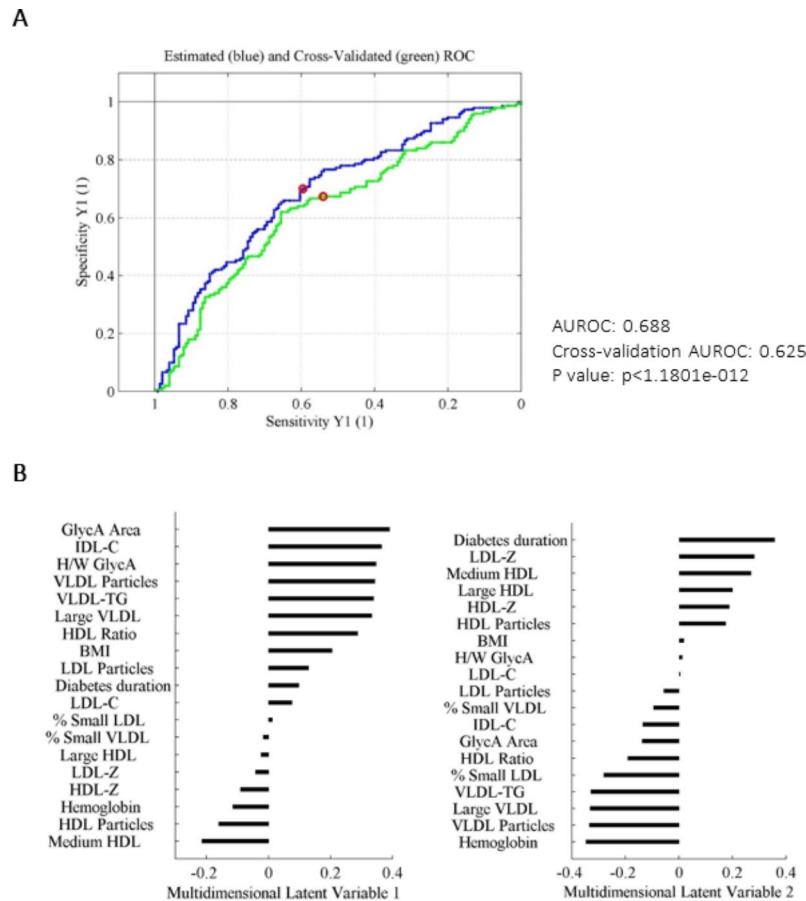 A
Estimated (blue) and Cross-Validated (green) ROC
Specificity Y1 (1)
1
0.8
0.6
0.4
0.2
0
1 0.8 0.6 0.4 0.2 0
Sensitivity Y1 (1)
AUROC: 0.688
Cross-validation AUROC: 0.625
P value: p<1.1801e-012
B
GlycA Area
IDL-C
H/W GlycA
VLDL Particles
VLDL-TG
Large VLDL
HDL Ratio
BMI
LDL Particles
Diabetes duration
LDL-C
% Small LDL
% Small VLDL
Large HDL
LDL-Z
HDL-Z
Hemoglobin
HDL Particles
Medium HDL
-0.2 0 0.2 0.4
Multidimensional Latent Variable 1
Diabetes duration
LDL-Z
Medium HDL
Large HDL
HDL-Z
HDL Particles
BMI
H/W GlycA
LDL-C
LDL Particles
% Small VLDL
IDL-C
GlycA Area
HDL Ratio
% Small LDL
VLDL-TG
Large VLDL
VLDL Particles
Hemoglobin
-0.4 -0.2 0 0.2 0.4
Multidimensional Latent Variable 2